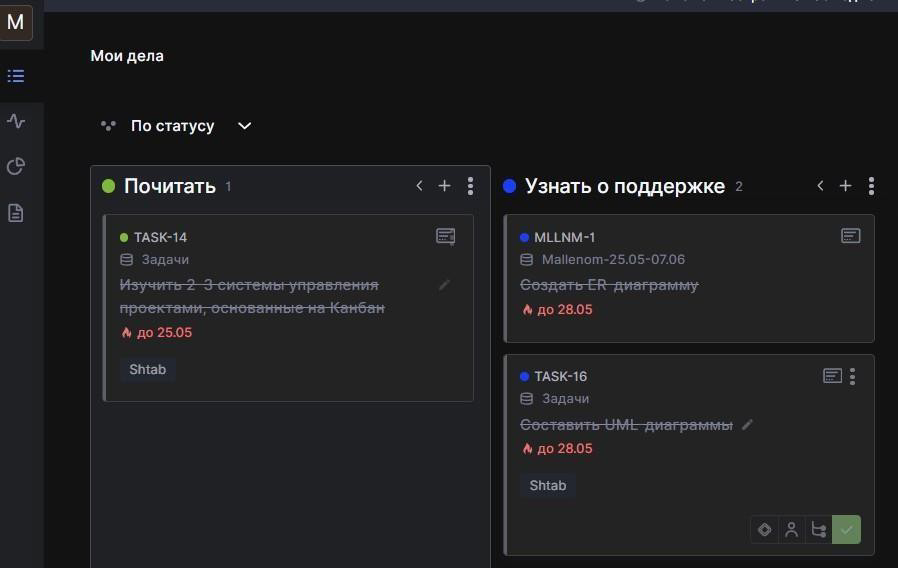 M
Мои дела
По статусу
Почитать 1
TASK-14
Задачи
Изучить 2-3 системы управления
проектами, основанные на Канбан
до 25.05
Shtab
Узнать о поддержке 2
MLLNM-1
Mallenom-25.05-07.06
Создать ER-диаграмму
до 28.05
TASK-16
Задачи
Составить UML-диаграммы
до 28.05
Shtab